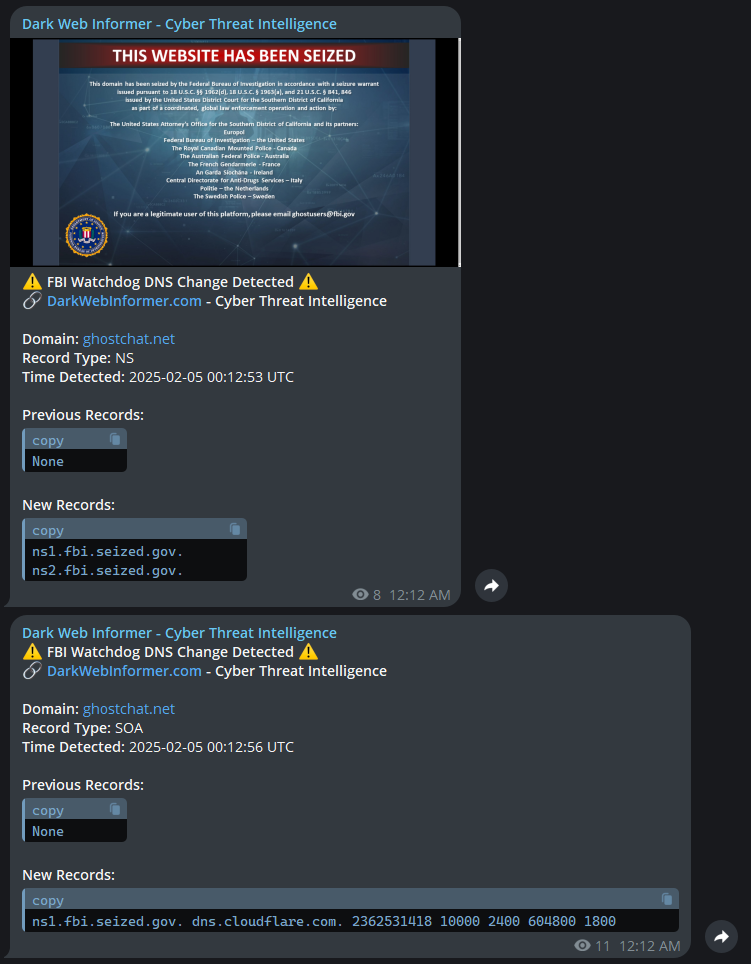 Dark Web Informer - Cyber Threat Intelligence
THIS WEBSITE HAS BEEN SEIZED
This domain has been seized by the Federal Bureau of Investigation in accordance with a seizure warrant
issued pursuant to 18 U.S.C. §§ 1962(d), 18 U.S.C. § 1963(a), and 21 U.S.C. § 841, 846
issued by the United States District Court for the Southern District of California
as part of a coordinated, global law enforcement operation and action by:
The United States Attorney's Office for the Southern District of California and its partners:
Europol
Federal Bureau of Investigation – the United States
The Royal Canadian Mounted Police - Canada
The Australian Federal Police - Australia
The French Gendarmerie - France
An Garda Síochána - Ireland
Central Directorate for Anti-Drugs Services – Italy
Politie – the Netherlands
The Swedish Police – Sweden
If you are a legitimate user of this platform, please email ghostusers@fbi.gov
⚠️ FBI Watchdog DNS Change Detected ⚠️
🔗 DarkWebInformer.com - Cyber Threat Intelligence
Domain: ghostchat.net
Record Type: NS
Time Detected: 2025-02-05 00:12:53 UTC
Previous Records:
copy
None
New Records:
copy
ns1.fbi.seized.gov.
ns2.fbi.seized.gov.
8 12:12 AM
Dark Web Informer - Cyber Threat Intelligence
⚠️ FBI Watchdog DNS Change Detected ⚠️
🔗 DarkWebInformer.com - Cyber Threat Intelligence
Domain: ghostchat.net
Record Type: SOA
Time Detected: 2025-02-05 00:12:56 UTC
Previous Records:
copy
None
New Records:
copy
ns1.fbi.seized.gov. dns.cloudflare.com. 2362531418 10000 2400 604800 1800
11 12:12 AM